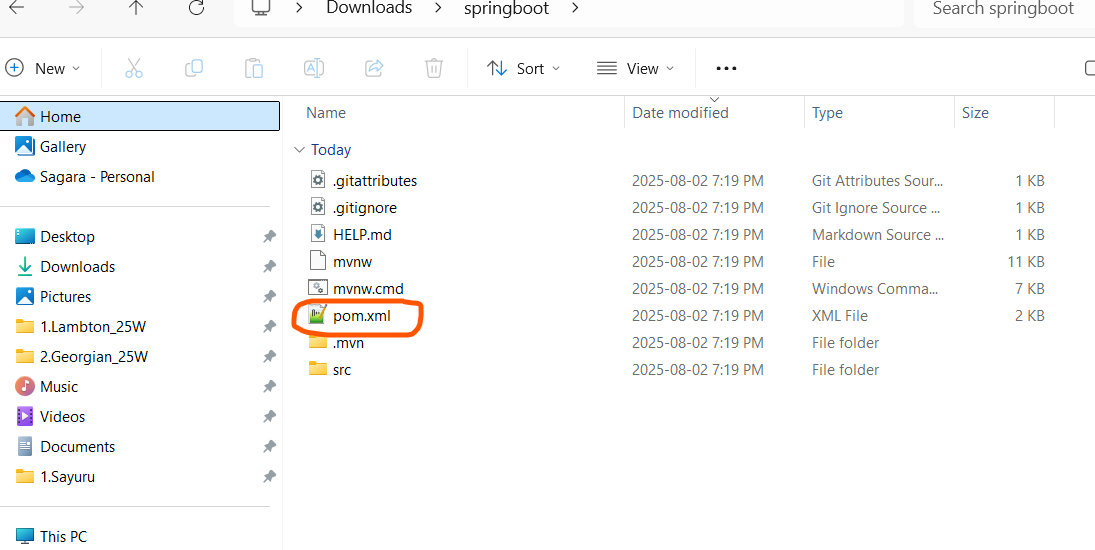 Downloads > springboot >
Search springboot
New
Sort
View
Home
Gallery
Sagara - Personal
Desktop
Downloads
Pictures
1.Lambton_25W
2.Georgian_25W
Music
Videos
Documents
1.Sayuru
This PC
Name Date modified Type Size
Today
.gitattributes 2025-08-02 7:19 PM Git Attributes Sour... 1 KB
.gitignore 2025-08-02 7:19 PM Git Ignore Source ... 1 KB
HELP.md 2025-08-02 7:19 PM Markdown Source ... 1 KB
mvnw 2025-08-02 7:19 PM File 11 KB
mvnw.cmd 2025-08-02 7:19 PM Windows Comma... 7 KB
pom.xml 2025-08-02 7:19 PM XML File 2 KB
.mvn 2025-08-02 7:19 PM File folder
src 2025-08-02 7:19 PM File folder